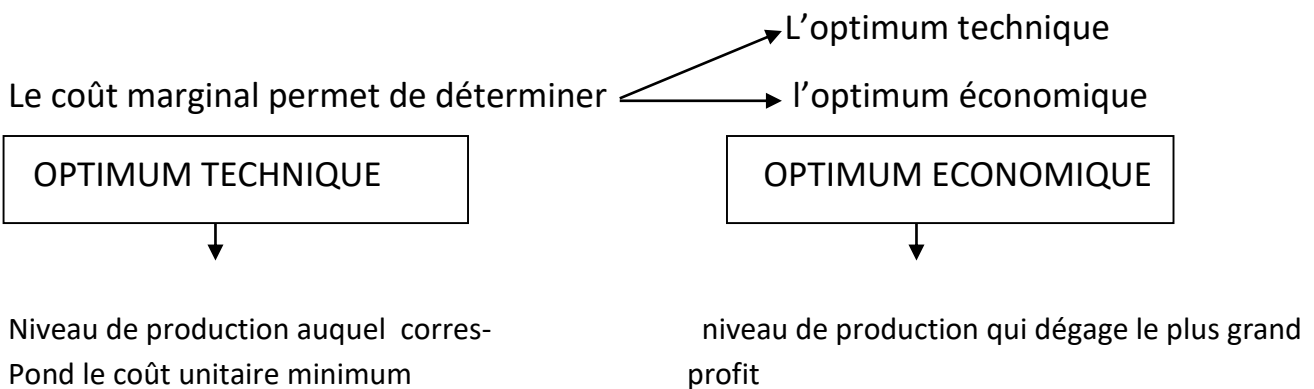 L’optimum technique
Le coût marginal permet de déterminer l’optimum économique
OPTIMUM TECHNIQUE OPTIMUM ECONOMIQUE
Niveau de production auquel corres- niveau de production qui dégage le plus grand
Pond le coût unitaire minimum profit